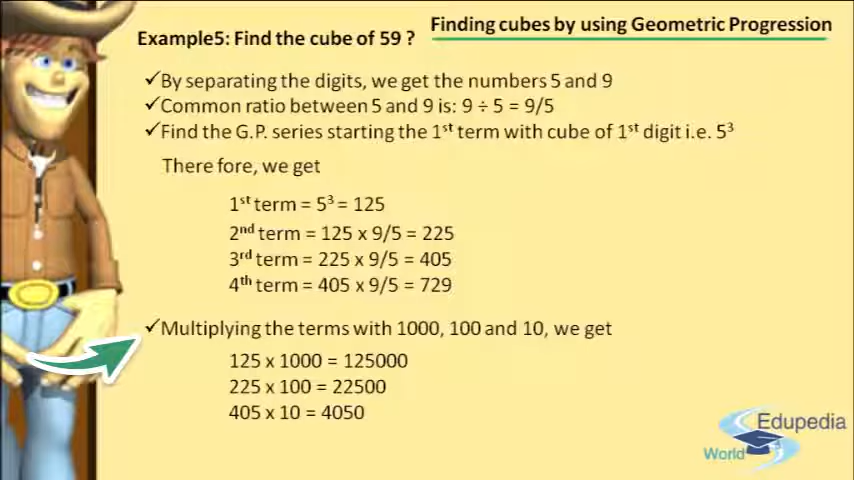 Finding cubes by using Geometric Progression
Example5: Find the cube of 59 ?
✓By separating the digits, we get the numbers 5 and 9
✓Common ratio between 5 and 9 is: 9 ÷ 5 = 9/5
✓Find the G.P. series starting the 1st term with cube of 1st digit i.e. 5³
There fore, we get
1st term = 5³ = 125
2nd term = 125 x 9/5 = 225
3rd term = 225 x 9/5 = 405
4th term = 405 x 9/5 = 729
✓Multiplying the terms with 1000, 100 and 10, we get
125 x 1000 = 125000
225 x 100 = 22500
405 x 10 = 4050
Edupedia
World